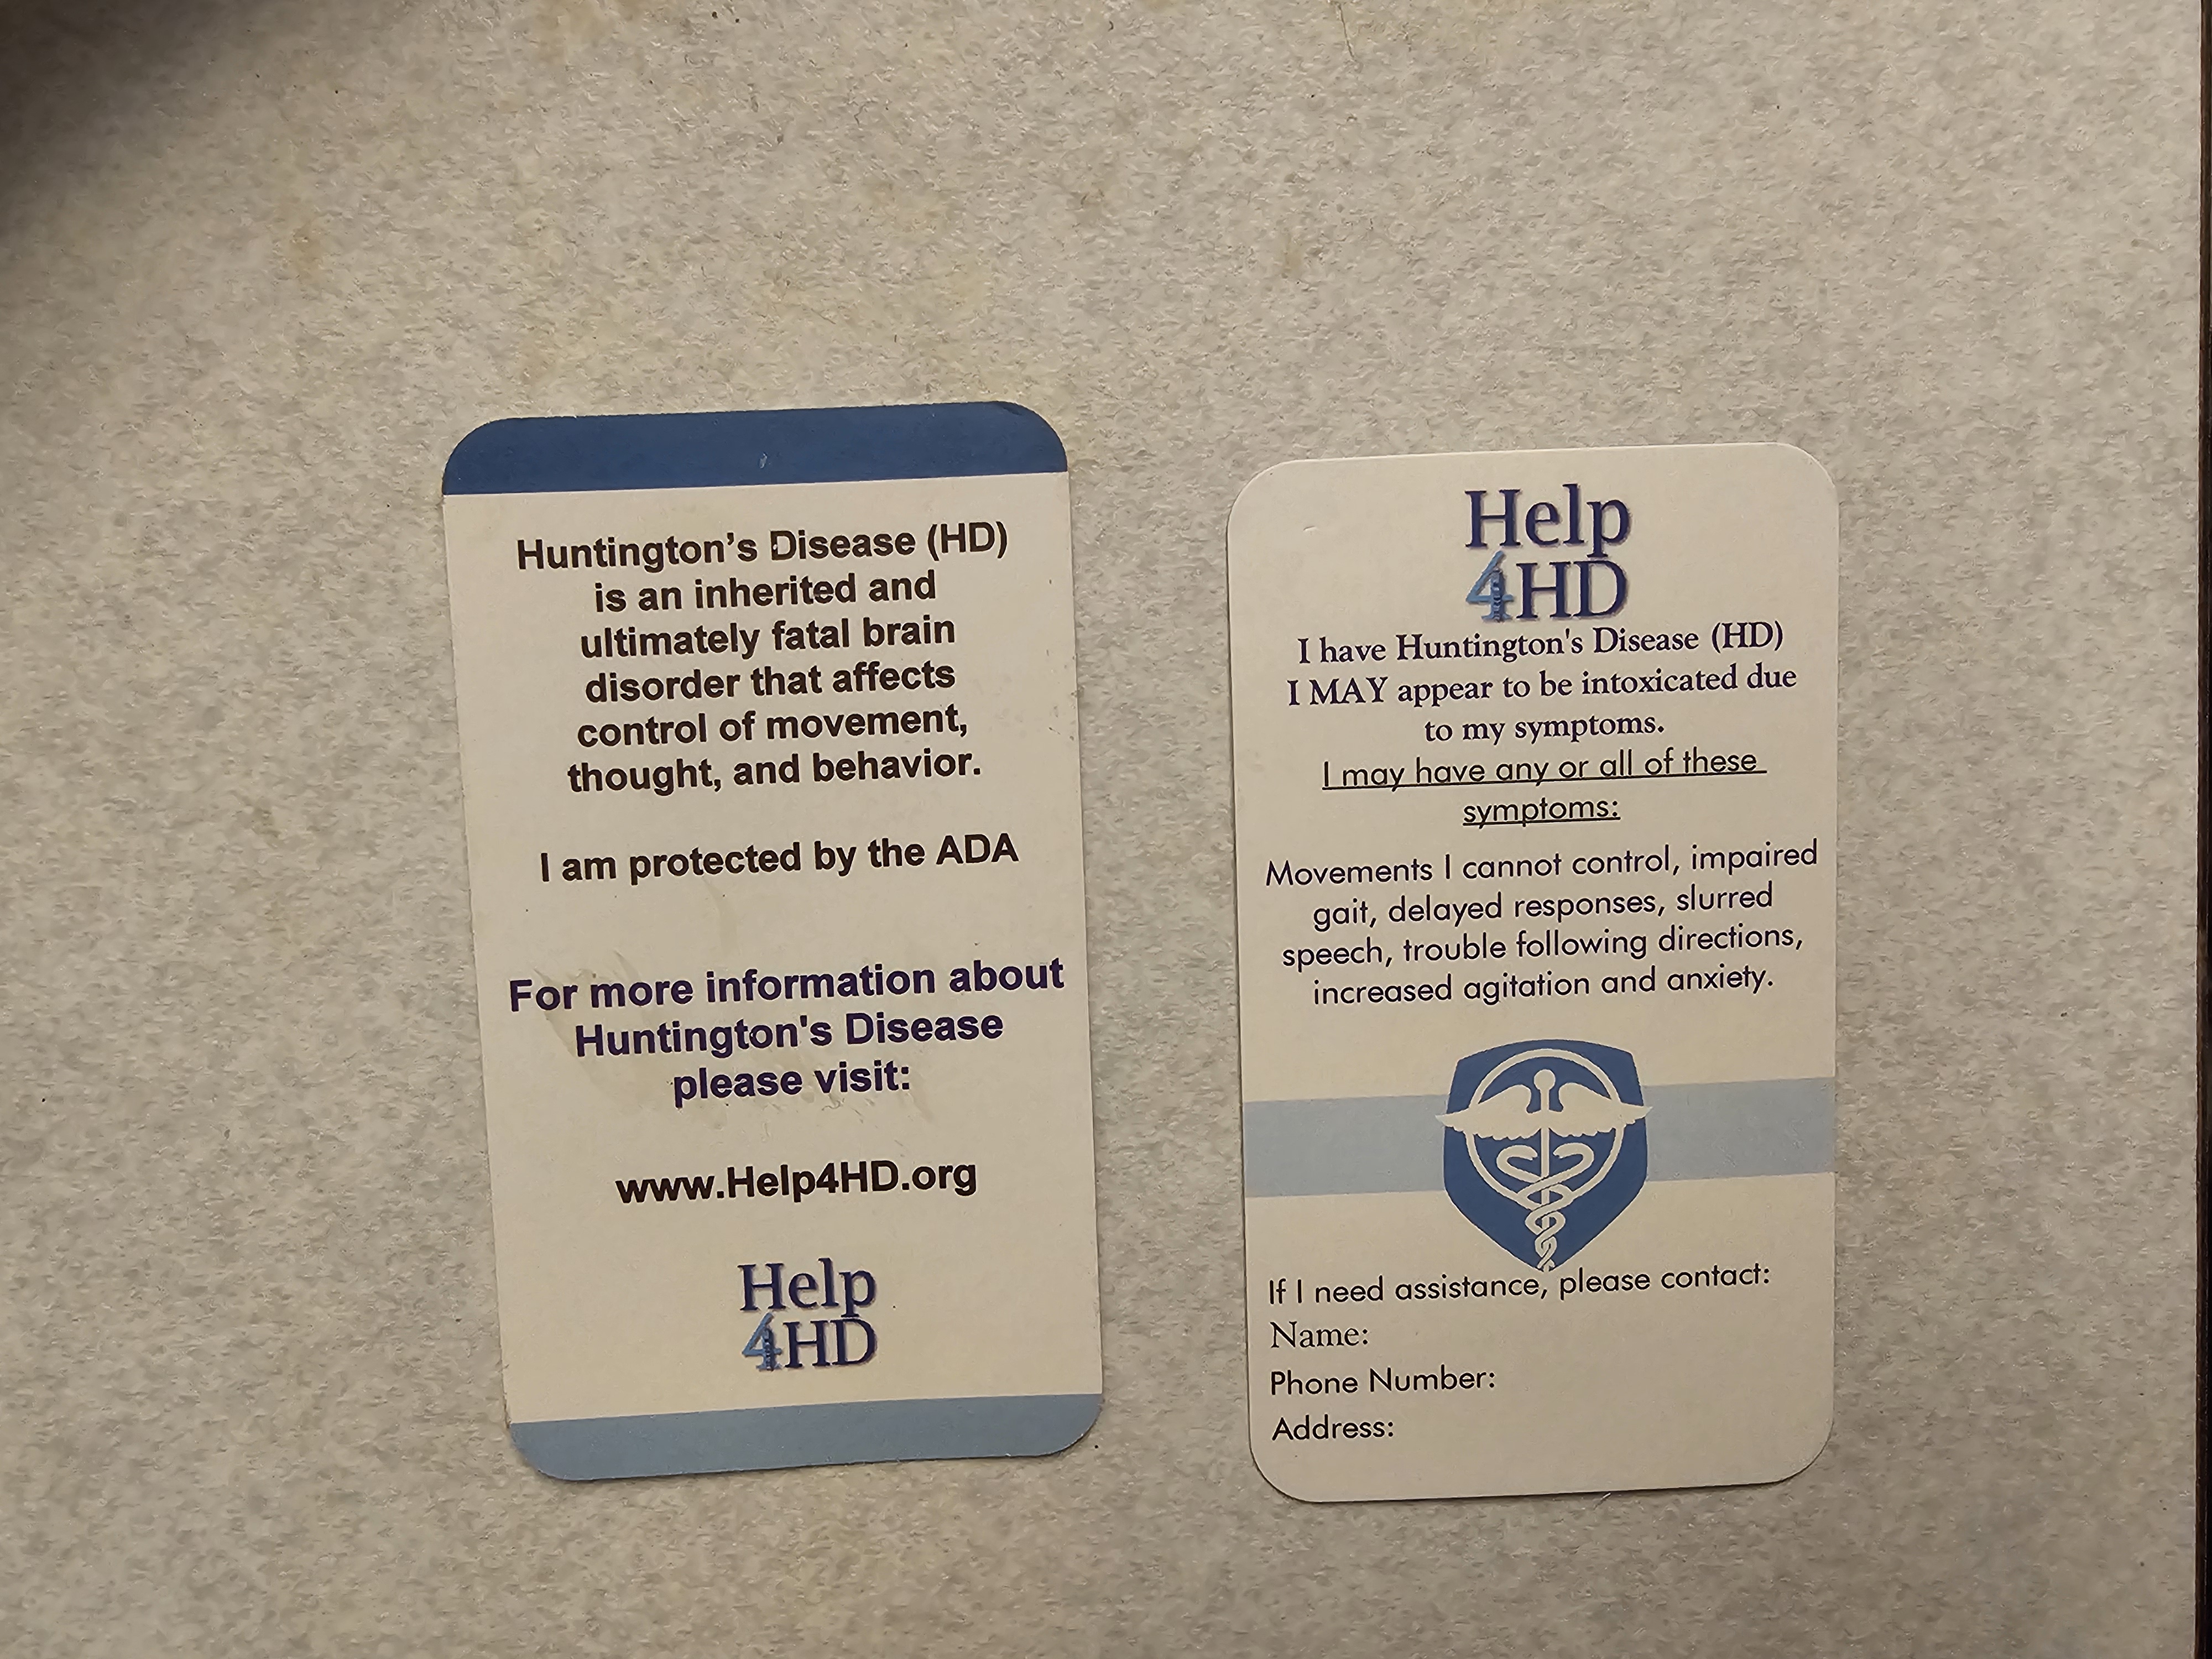 Huntington's Disease (HD)
is an inherited and
ultimately fatal brain
disorder that affects
control of movement,
thought, and behavior.
I am protected by the ADA
For more information about
Huntington's Disease
please visit:
www.Help4HD.org
Help
4HD
Help
4HD
I have Huntington's Disease (HD)
I MAY appear to be intoxicated due
to my symptoms.
I may have any or all of these
symptoms:
Movements I cannot control, impaired
gait, delayed responses, slurred
speech, trouble following directions,
increased agitation and anxiety.
If I need assistance, please contact:
Name:
Phone Number:
Address: